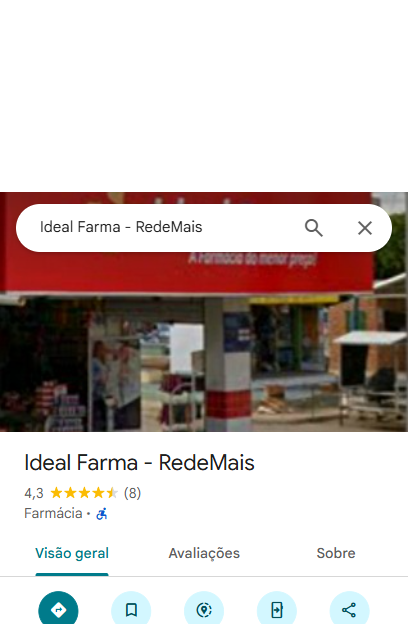 Ideal Farma - RedeMais
A Farmácia do menor preço!
Ideal Farma - RedeMais
4,3 (8)
Farmácia ·
Visão geral Avaliações Sobre